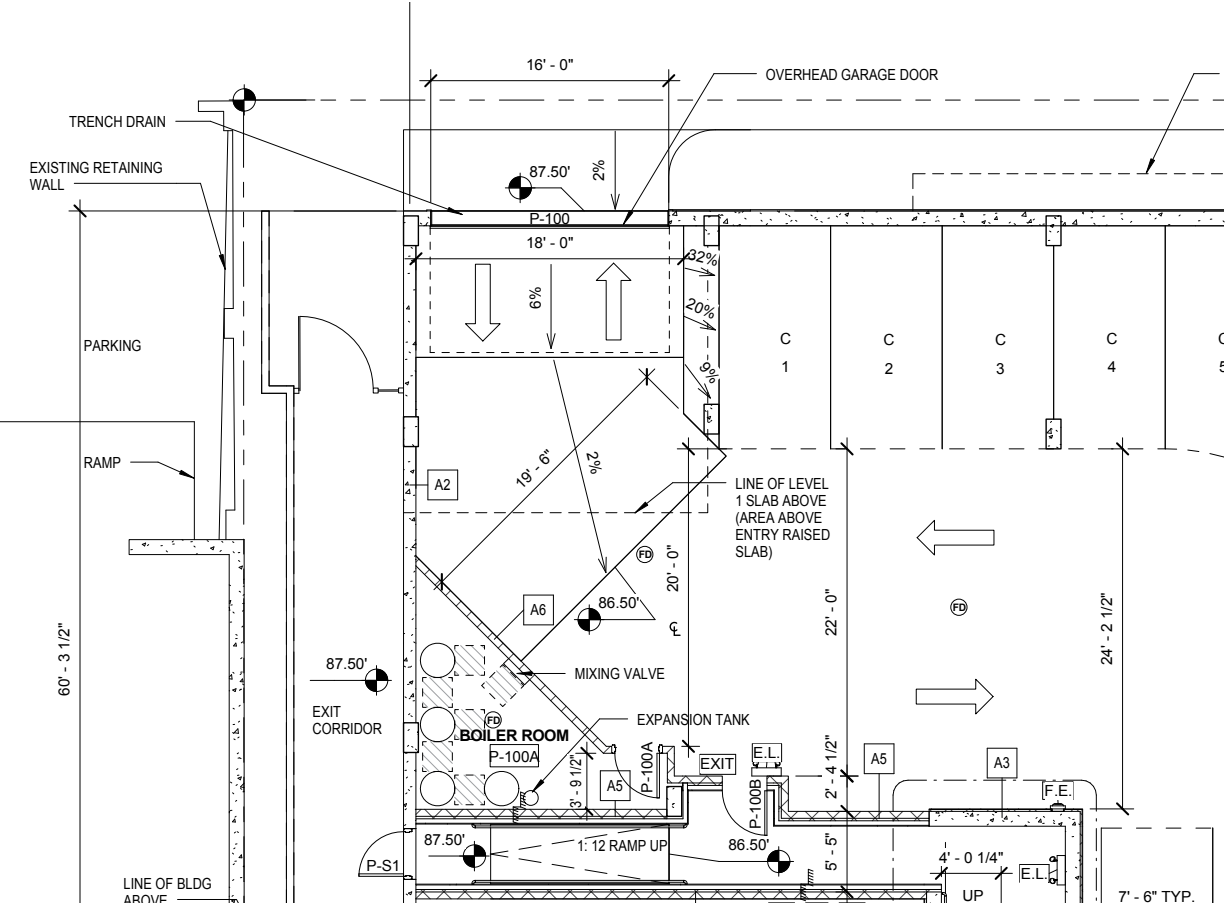 16' - 0"
OVERHEAD GARAGE DOOR
TRENCH DRAIN
EXISTING RETAINING
WALL
87.50'
2%
P-100
18' - 0"
32%
6%
20%
9%
PARKING
C
1
C
2
C
3
C
4
5
RAMP
19' - 6"
2%
A2
LINE OF LEVEL
1 SLAB ABOVE
(AREA ABOVE
ENTRY RAISED
SLAB)
FD
20' - 0"
22' - 0"
24' - 2 1/2"
FD
A6
86.50'
CL
60' - 3 1/2"
87.50'
EXIT
CORRIDOR
MIXING VALVE
FD
BOILER ROOM
P-100A
EXPANSION TANK
3' - 9 1/2"
A5
P-100A
EXIT
E.L.
P-100B
2' - 4 1/2"
A5
A3
F.E.
87.50'
1: 12 RAMP UP
86.50'
5' - 5"
4' - 0 1/4"
E.L.
P-S1
UP
7' - 6" TYP.
LINE OF BLDG
ABOVE